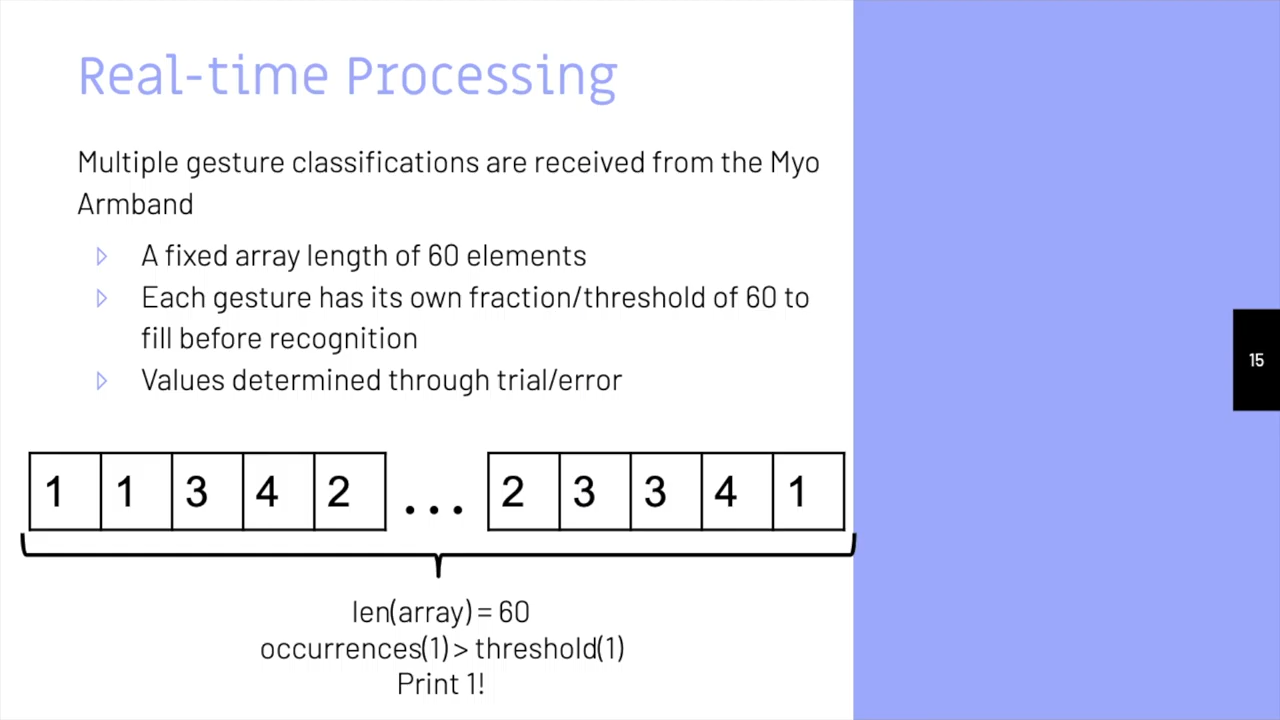 Real-time Processing
Multiple gesture classifications are received from the Myo
Armband
A fixed array length of 60 elements
Each gesture has its own fraction/threshold of 60 to
fill before recognition
Values determined through trial/error
15
1 1 3 4 2 ... 2 3 3 4 1
len(array) = 60
occurrences(1) > threshold(1)
Print 1!